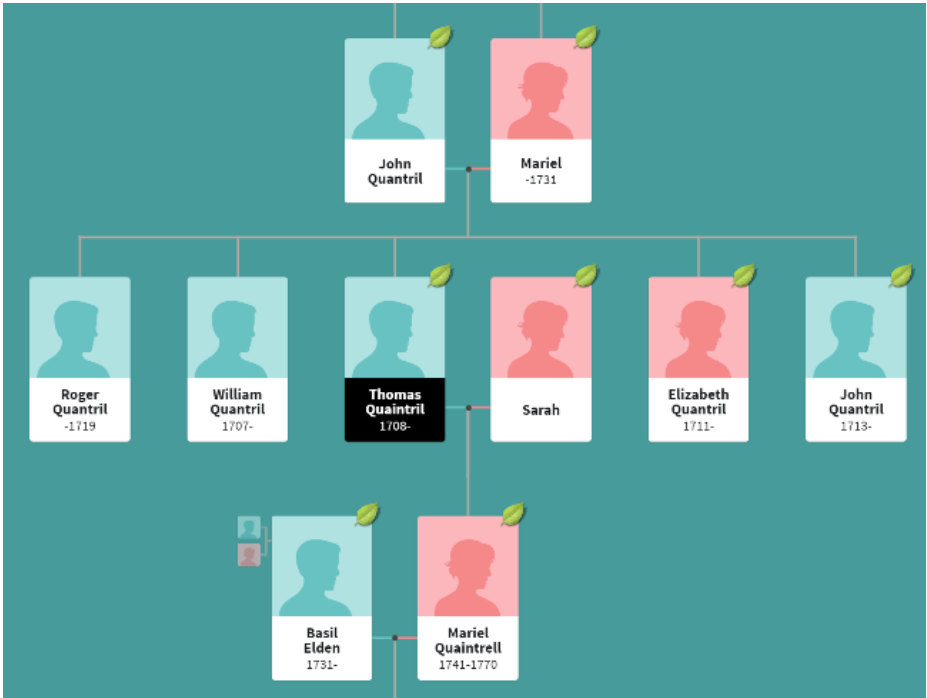 John
Quantril
Mariel
-1731
Roger
Quantril
-1719
William
Quantril
1707-
Thomas
Quaintril
1708-
Sarah
Elizabeth
Quantril
1711-
John
Quantril
1713-
Basil
Elden
1731-
Mariel
Quaintrell
1741-1770